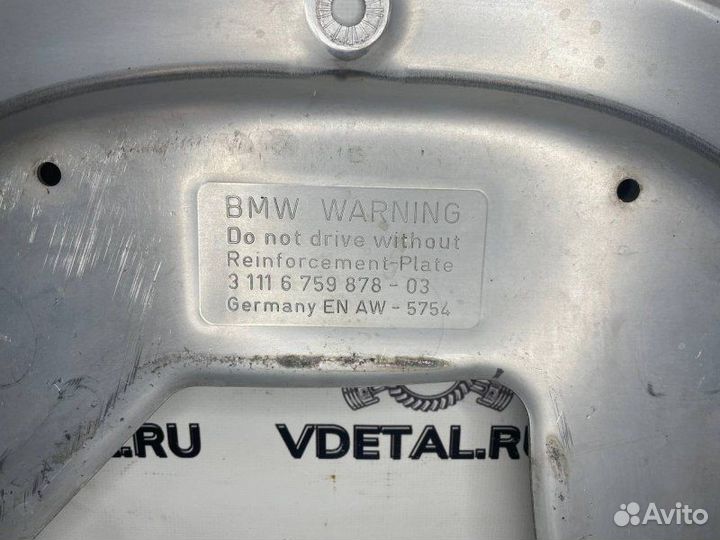 BMW WARNING
Do not drive without
Reinforcement-Plate
3 111 6 759 878 - 03
Germany EN AW - 5754
L.RU VDETAL.RU
Avito